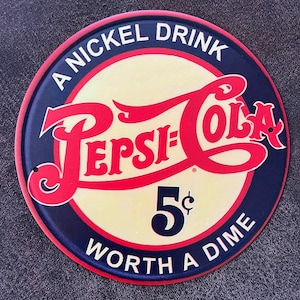 A NICKEL DRINK
PEPSI=COLA
5¢
WORTH A DIME